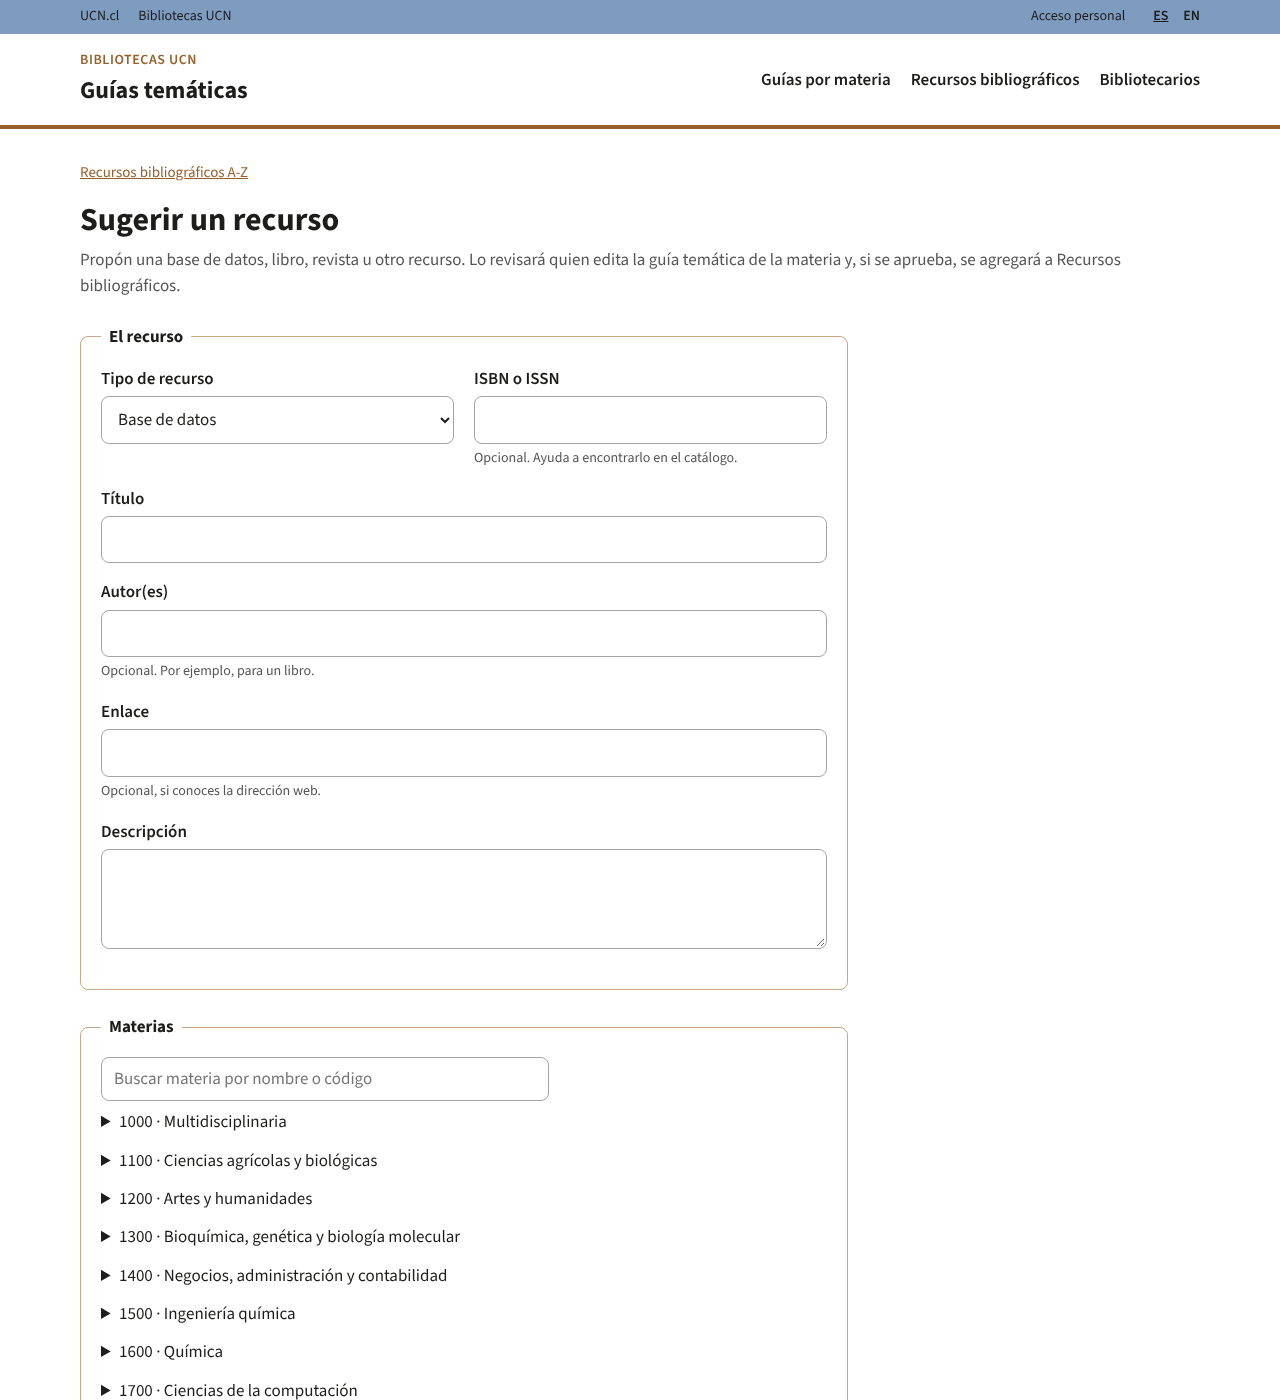 UCN.cl Bibliotecas UCN Acceso personal ES EN
BIBLIOTECAS UCN
Guías temáticas
Guías por materia Recursos bibliográficos Bibliotecarios
Recursos bibliográficos A-Z
Sugerir un recurso
Propón una base de datos, libro, revista u otro recurso. Lo revisará quien edita la guía temática de la materia y, si se aprueba, se agregará a Recursos
bibliográficos.
El recurso
Tipo de recurso ISBN o ISSN
Base de datos
Opcional. Ayuda a encontrarlo en el catálogo.
Título
Autor(es)
Opcional. Por ejemplo, para un libro.
Enlace
Opcional, si conoces la dirección web.
Descripción
Materias
Buscar materia por nombre o código
1000 · Multidisciplinaria
1100 · Ciencias agrícolas y biológicas
1200 · Artes y humanidades
1300 · Bioquímica, genética y biología molecular
1400 · Negocios, administración y contabilidad
1500 · Ingeniería química
1600 · Química
1700 · Ciencias de la computación